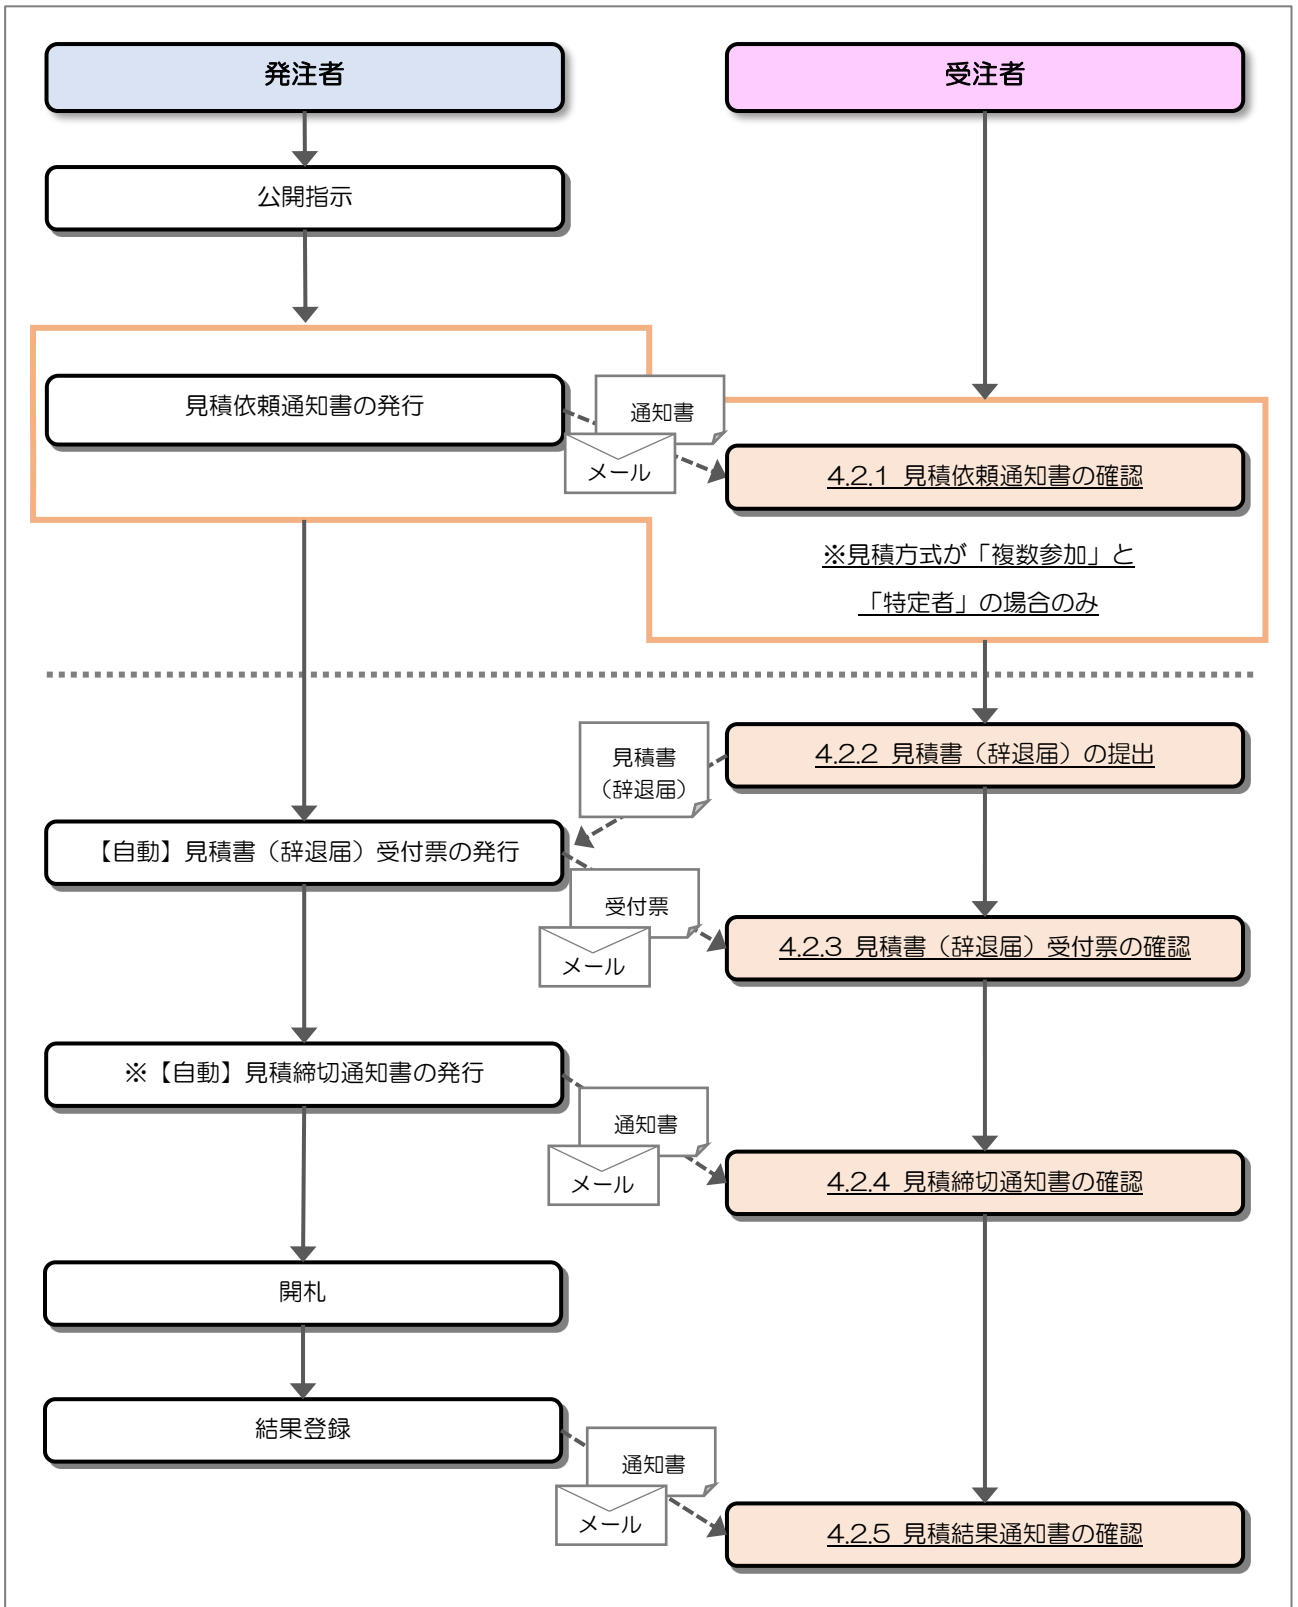 発注者
受注者
公開指示
見積依頼通知書の発行
通知書
メール
4.2.1 見積依頼通知書の確認
※見積方式が「複数参加」と
「特定者」の場合のみ
見積書
（辞退届）
4.2.2 見積書（辞退届）の提出
【自動】見積書（辞退届）受付票の発行
受付票
メール
4.2.3 見積書（辞退届）受付票の確認
※【自動】見積締切通知書の発行
通知書
メール
4.2.4 見積締切通知書の確認
開札
結果登録
通知書
メール
4.2.5 見積結果通知書の確認